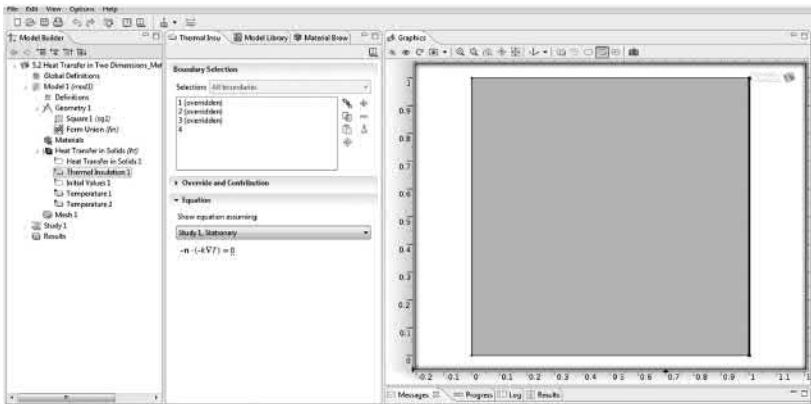 File Edit View Options Help
Model Builder
5.2 Heat Transfer in Two Dimensions_Met
Global Definitions
Model 1 (mod1)
Definitions
Geometry 1
Square 1 (sq1)
Form Union (fin)
Materials
Heat Transfer in Solids (ht)
Heat Transfer in Solids 1
Thermal Insulation 1
Initial Values 1
Temperature 1
Temperature 2
Mesh 1
Study 1
Results
Thermal Insu
Model Library
Material Brow
Boundary Selection
Selection: All boundaries
1 (overridden)
2 (overridden)
3 (overridden)
4
Override and Contribution
Equation
Show equation assuming:
Study 1, Stationary
-n · (-k∇T) = 0
Graphics
1
0.9
0.8
0.7
0.6
0.5
0.4
0.3
0.2
0.1
0
-0.2 -0.1 0 0.1 0.2 0.3 0.4 0.5 0.6 0.7 0.8 0.9 1 1.1
Messages Progress Log Results